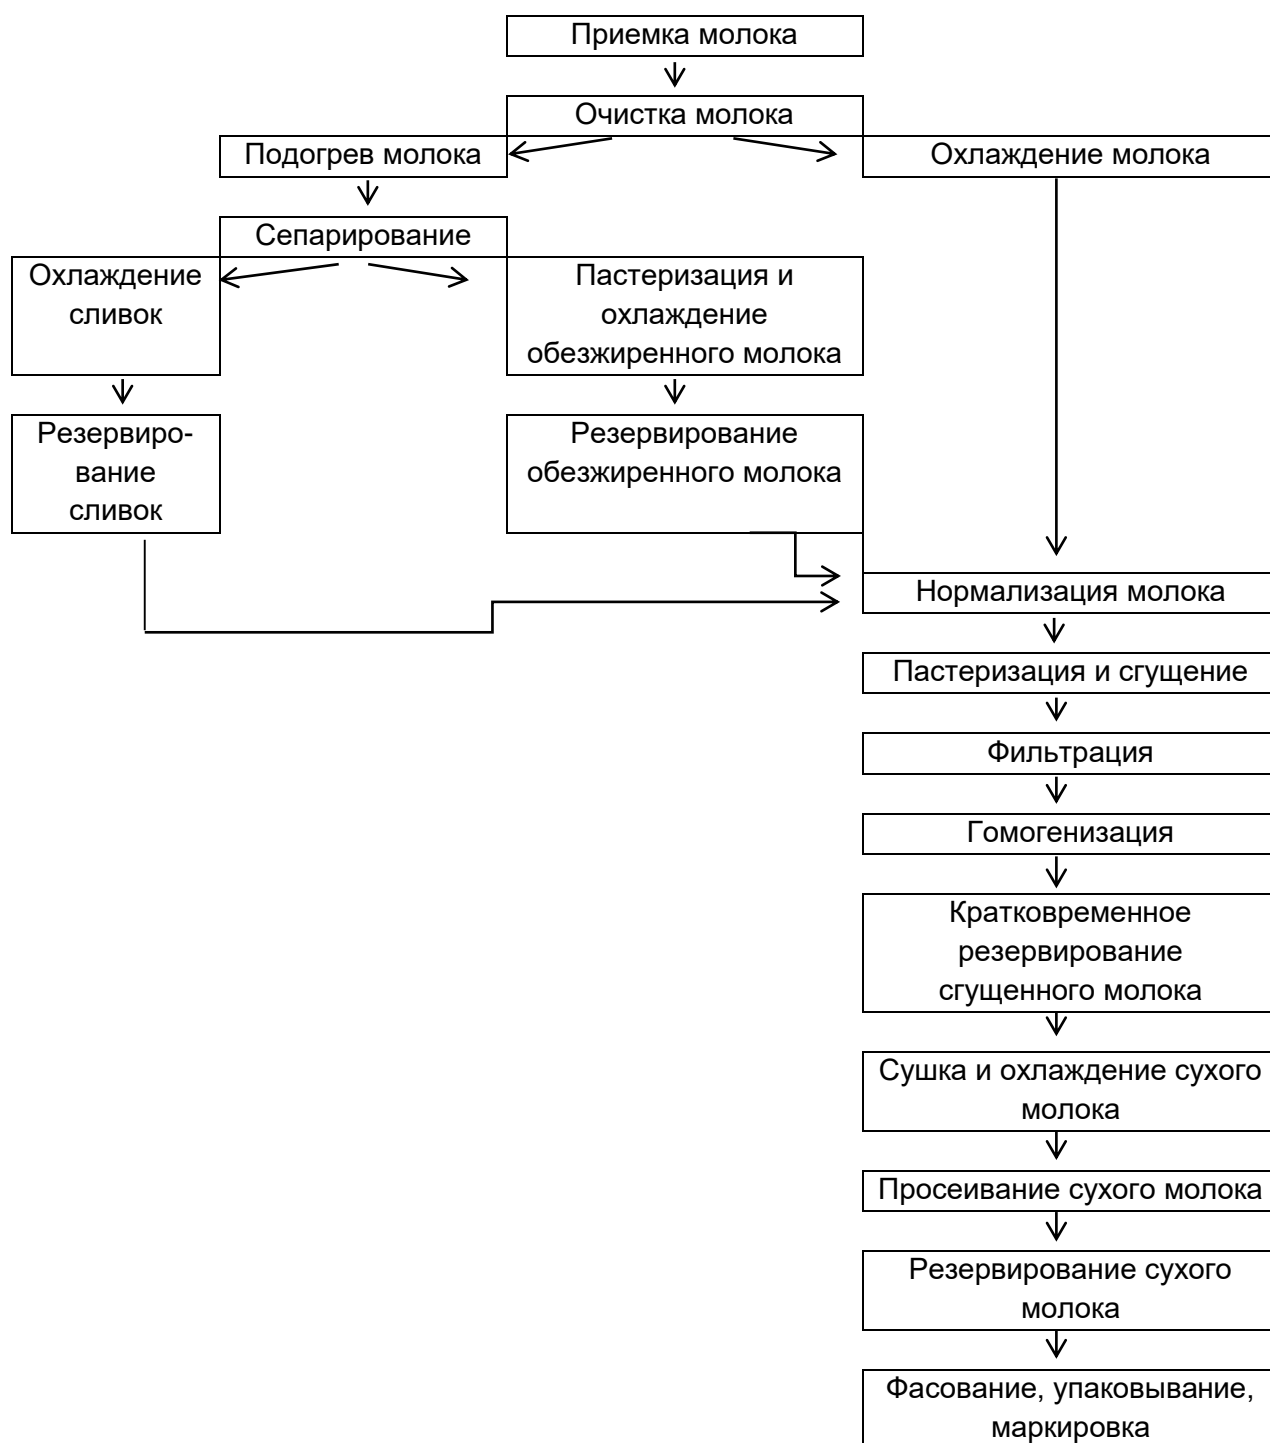 Приемка молока
Очистка молока
Подогрев молока
Охлаждение молока
Сепарирование
Охлаждение
сливок
Пастеризация и
охлаждение
обезжиренного молока
Резервиро-
вание
сливок
Резервирование
обезжиренного молока
Нормализация молока
Пастеризация и сгущение
Фильтрация
Гомогенизация
Кратковременное
резервирование
сгущенного молока
Сушка и охлаждение сухого
молока
Просеивание сухого молока
Резервирование сухого
молока
Фасование, упаковывание,
маркировка